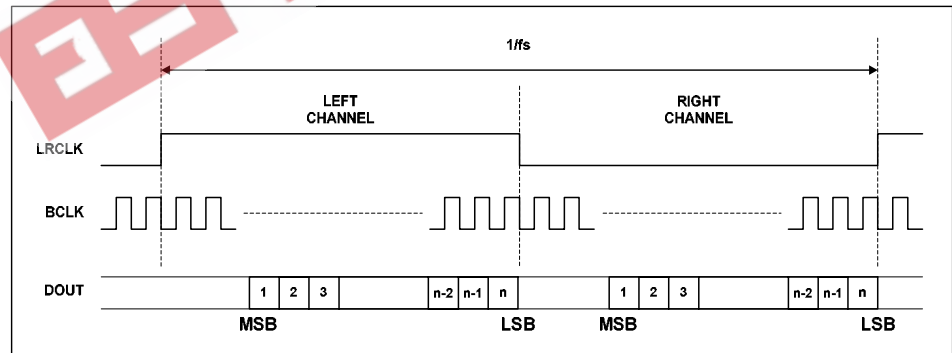 1/fs
LEFT
CHANNEL
RIGHT
CHANNEL
LRCLK
BCLK
DOUT
1 2 3 n-2 n-1 n 1 2 3 n-2 n-1 n
MSB LSB MSB LSB